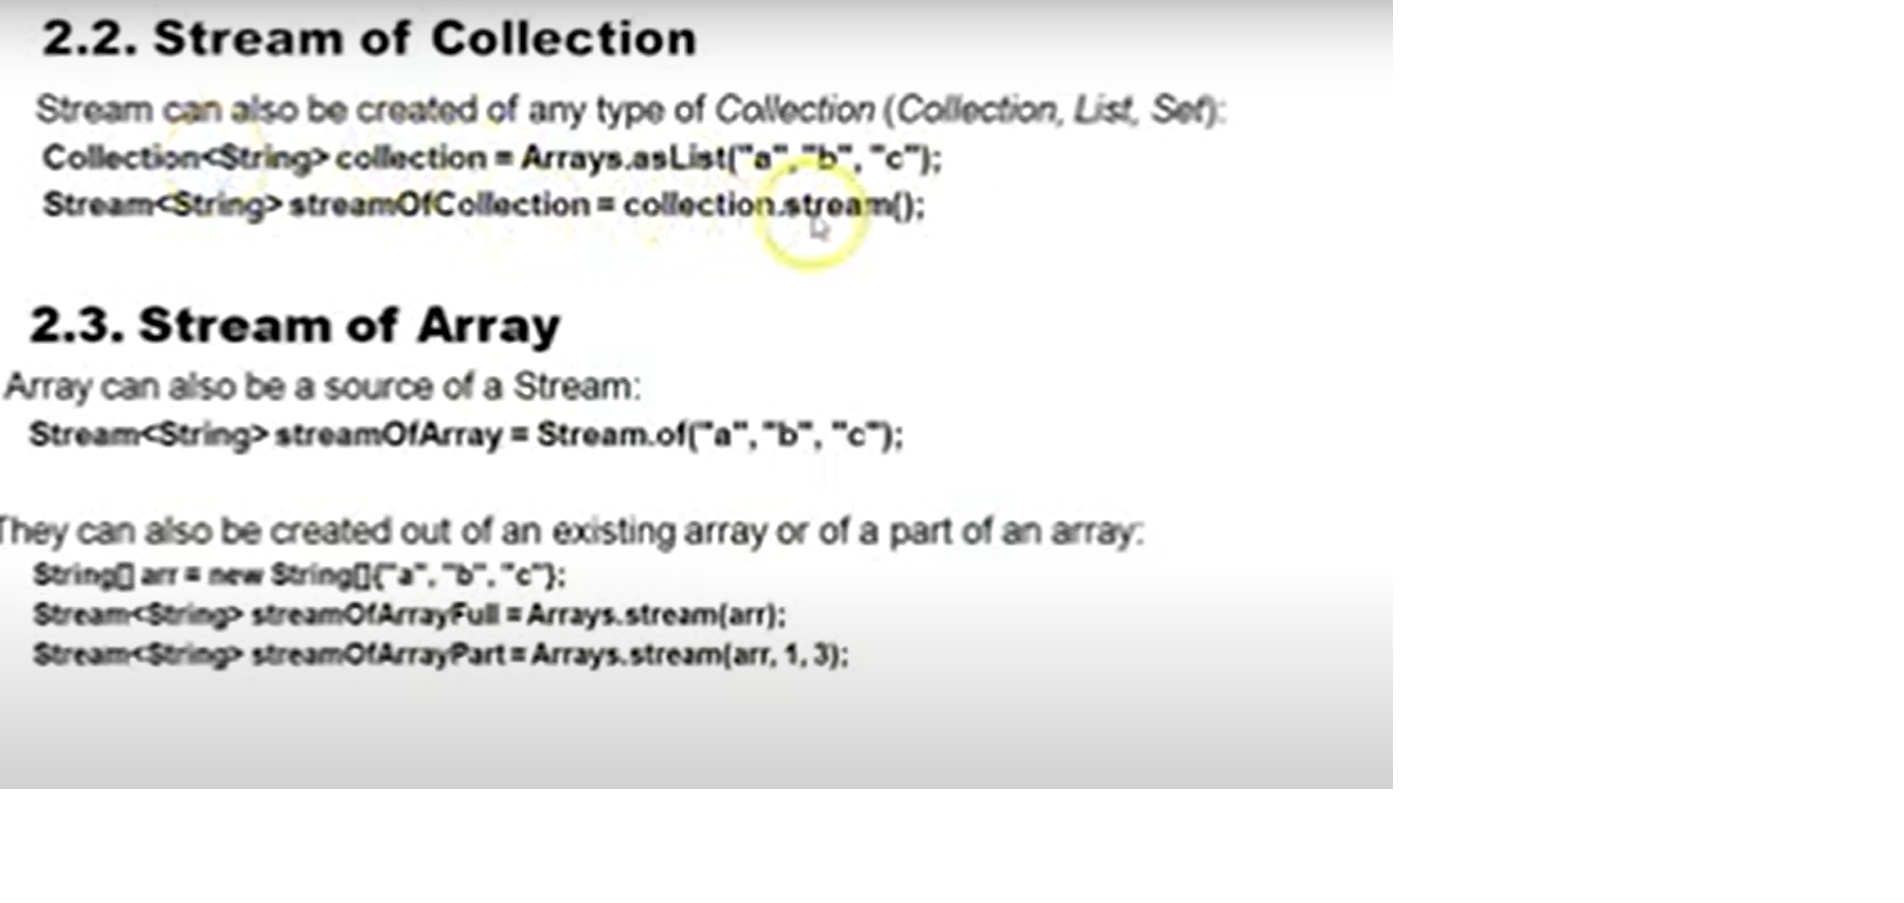 2.2. Stream of Collection
Stream can also be created of any type of Collection (Collection, List, Set):
Collection<String> collection = Arrays.asList("a", "b", "c");
Stream<String> streamOfCollection = collection.stream();
2.3. Stream of Array
Array can also be a source of a Stream:
Stream<String> streamOfArray = Stream.of("a", "b", "c");
They can also be created out of an existing array or of a part of an array:
String[] arr = new String[]{"a", "b", "c"};
Stream<String> streamOfArrayFull = Arrays.stream(arr);
Stream<String> streamOfArrayPart = Arrays.stream(arr, 1, 3);